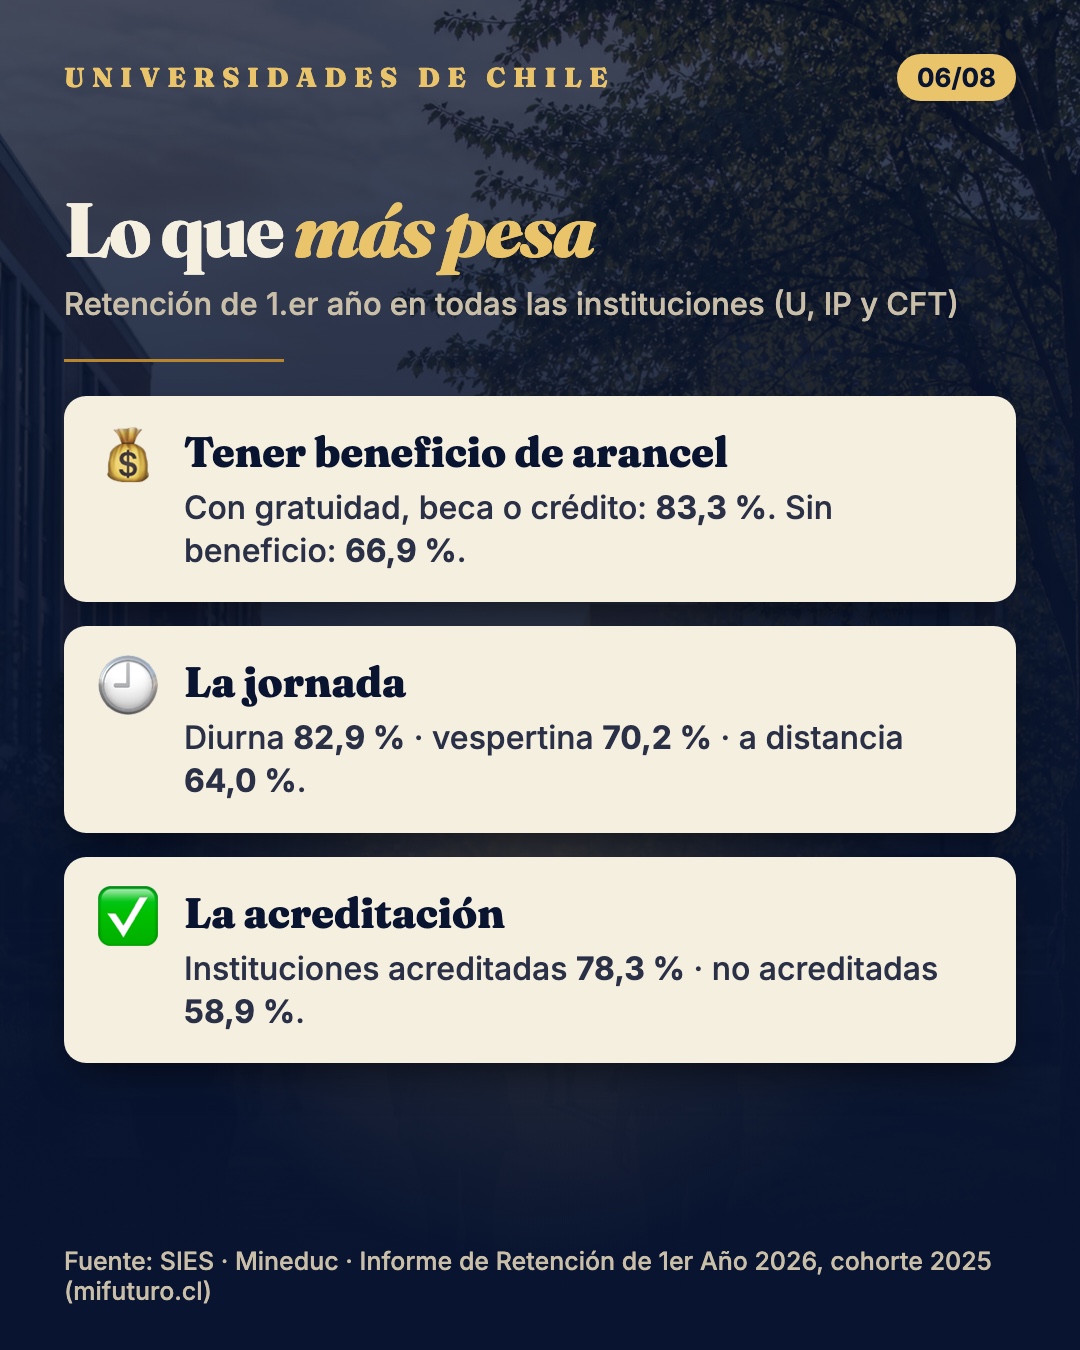 UNIVERSIDADES DE CHILE
06/08
Lo que más pesa
Retención de 1.er año en todas las instituciones (U, IP y CFT)
Tener beneficio de arancel
Con gratuidad, beca o crédito: 83,3 %. Sin
beneficio: 66,9 %.
La jornada
Diurna 82,9 % · vespertina 70,2 % · a distancia
64,0 %.
La acreditación
Instituciones acreditadas 78,3 % · no acreditadas
58,9 %.
Fuente: SIES · Mineduc · Informe de Retención de 1er Año 2026, cohorte 2025
(mifuturo.cl)